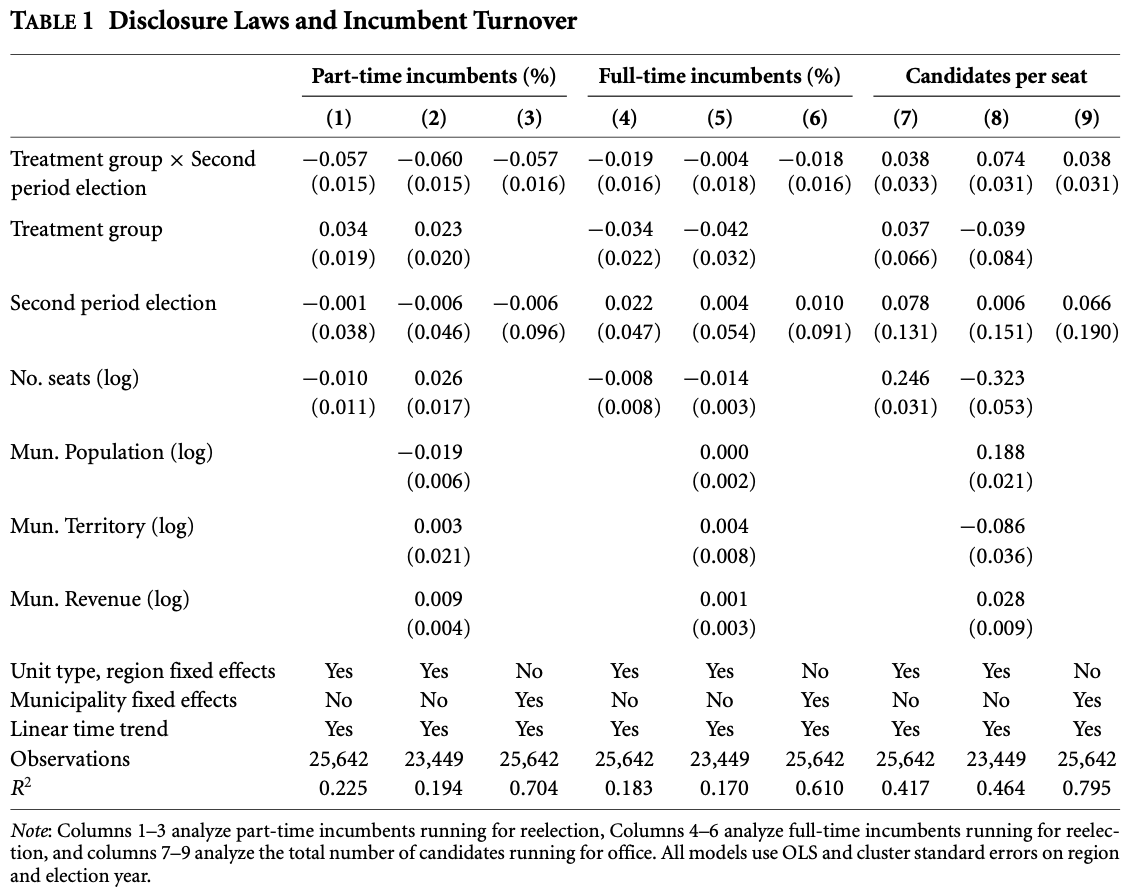 TABLE 1 Disclosure Laws and Incumbent Turnover
Part-time incumbents (%) Full-time incumbents (%) Candidates per seat
(1) (2) (3) (4) (5) (6) (7) (8) (9)
Treatment group × Second −0.057 −0.060 −0.057 −0.019 −0.004 −0.018 0.038 0.074 0.038
period election (0.015) (0.015) (0.016) (0.016) (0.018) (0.016) (0.033) (0.031) (0.031)
Treatment group 0.034 0.023 −0.034 −0.042 0.037 −0.039
(0.019) (0.020) (0.022) (0.032) (0.066) (0.084)
Second period election −0.001 −0.006 −0.006 0.022 0.004 0.010 0.078 0.006 0.066
(0.038) (0.046) (0.096) (0.047) (0.054) (0.091) (0.131) (0.151) (0.190)
No. seats (log) −0.010 0.026 −0.008 −0.014 0.246 −0.323
(0.011) (0.017) (0.008) (0.003) (0.031) (0.053)
Mun. Population (log) −0.019 0.000 0.188
(0.006) (0.002) (0.021)
Mun. Territory (log) 0.003 0.004 −0.086
(0.021) (0.008) (0.036)
Mun. Revenue (log) 0.009 0.001 0.028
(0.004) (0.003) (0.009)
Unit type, region fixed effects Yes Yes No Yes Yes No Yes Yes No
Municipality fixed effects No No Yes No No Yes No No Yes
Linear time trend Yes Yes Yes Yes Yes Yes Yes Yes Yes
Observations 25,642 23,449 25,642 25,642 23,449 25,642 25,642 23,449 25,642
R² 0.225 0.194 0.704 0.183 0.170 0.610 0.417 0.464 0.795
Note: Columns 1–3 analyze part-time incumbents running for reelection, Columns 4–6 analyze full-time incumbents running for reelec-
tion, and columns 7–9 analyze the total number of candidates running for office. All models use OLS and cluster standard errors on region
and election year.